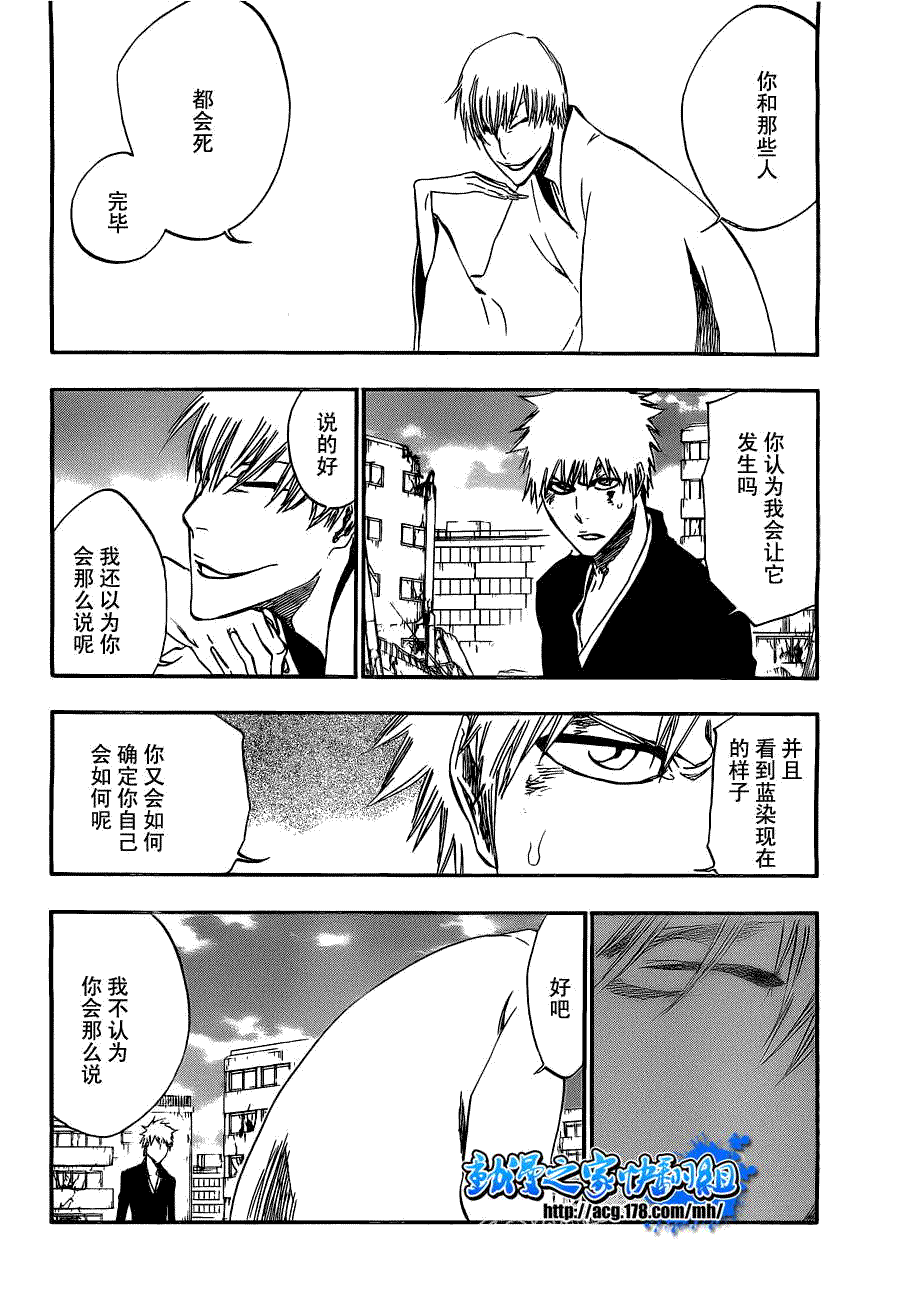 你和那些人
都会死
完毕
你认为我会让它
发生吗
说的好
我还以为你
会那么说呢
并且
看到蓝染现在
的样子
你又会如何
确定你自己
会如何呢
好吧
我不认为
你会那么说
動漫之家快翻組
http://acg.178.com/mh/